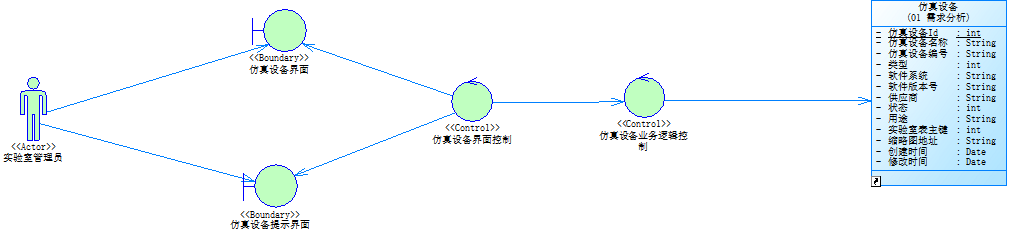 <<Actor>>
实验室管理员
<<Boundary>>
仿真设备界面
<<Boundary>>
仿真设备提示界面
<<Control>>
仿真设备界面控制
<<Control>>
仿真设备业务逻辑控
制
仿真设备
(01 需求分析)
- 仿真设备Id : int
- 仿真设备名称 : String
- 仿真设备编号 : String
- 类型 : int
- 软件系统 : String
- 软件版本号 : String
- 供应商 : String
- 状态 : int
- 用途 : String
- 实验室表主键 : int
- 缩略图地址 : String
- 创建时间 : Date
- 修改时间 : Date